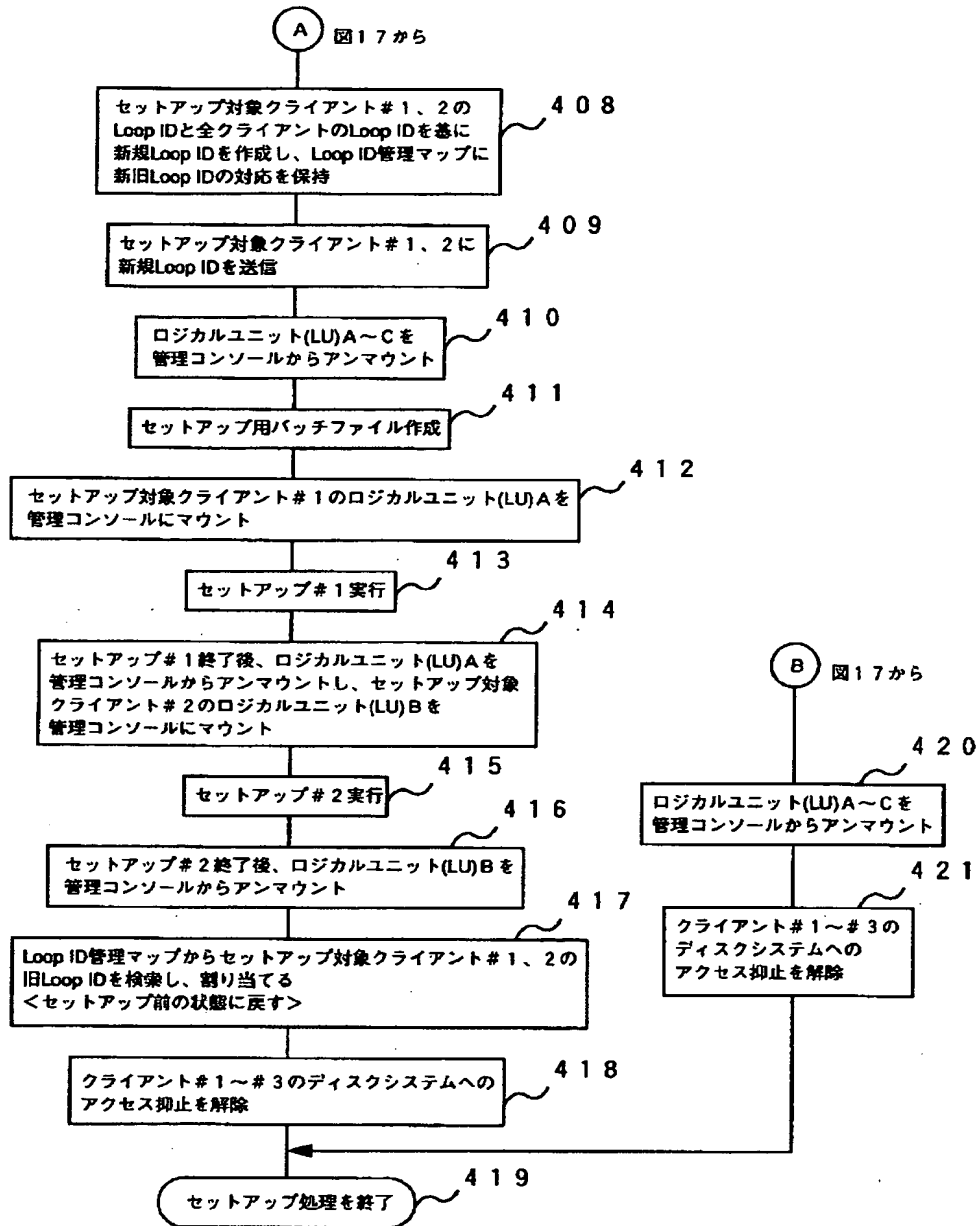 A 図17から
408
セットアップ対象クライアント#1、2の
Loop IDと全クライアントのLoop IDを基に
新規Loop IDを作成し、Loop ID管理マップに
新旧Loop IDの対応を保持
409
セットアップ対象クライアント#1、2に
新規Loop IDを送信
410
ロジカルユニット(LU)A〜Cを
管理コンソールからアンマウント
411
セットアップ用バッチファイル作成
412
セットアップ対象クライアント#1のロジカルユニット(LU)Aを
管理コンソールにマウント
413
セットアップ#1実行
414
セットアップ#1終了後、ロジカルユニット(LU)Aを
管理コンソールからアンマウントし、セットアップ対象
クライアント#2のロジカルユニット(LU)Bを
管理コンソールにマウント
415
セットアップ#2実行
416
セットアップ#2終了後、ロジカルユニット(LU)Bを
管理コンソールからアンマウント
417
Loop ID管理マップからセットアップ対象クライアント#1、2の
旧Loop IDを検索し、割り当てる
<セットアップ前の状態に戻す>
418
クライアント#1〜#3のディスクシステムへの
アクセス抑止を解除
B 図17から
420
ロジカルユニット(LU)A〜Cを
管理コンソールからアンマウント
421
クライアント#1〜#3の
ディスクシステムへの
アクセス抑止を解除
セットアップ処理を終了
419